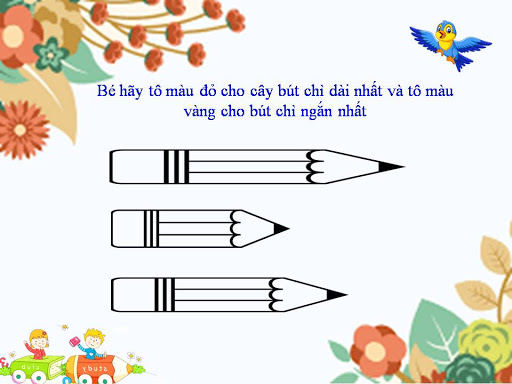 Bé hãy tô màu đỏ cho cây bút chì dài nhất và tô màu
vàng cho bút chì ngắn nhất